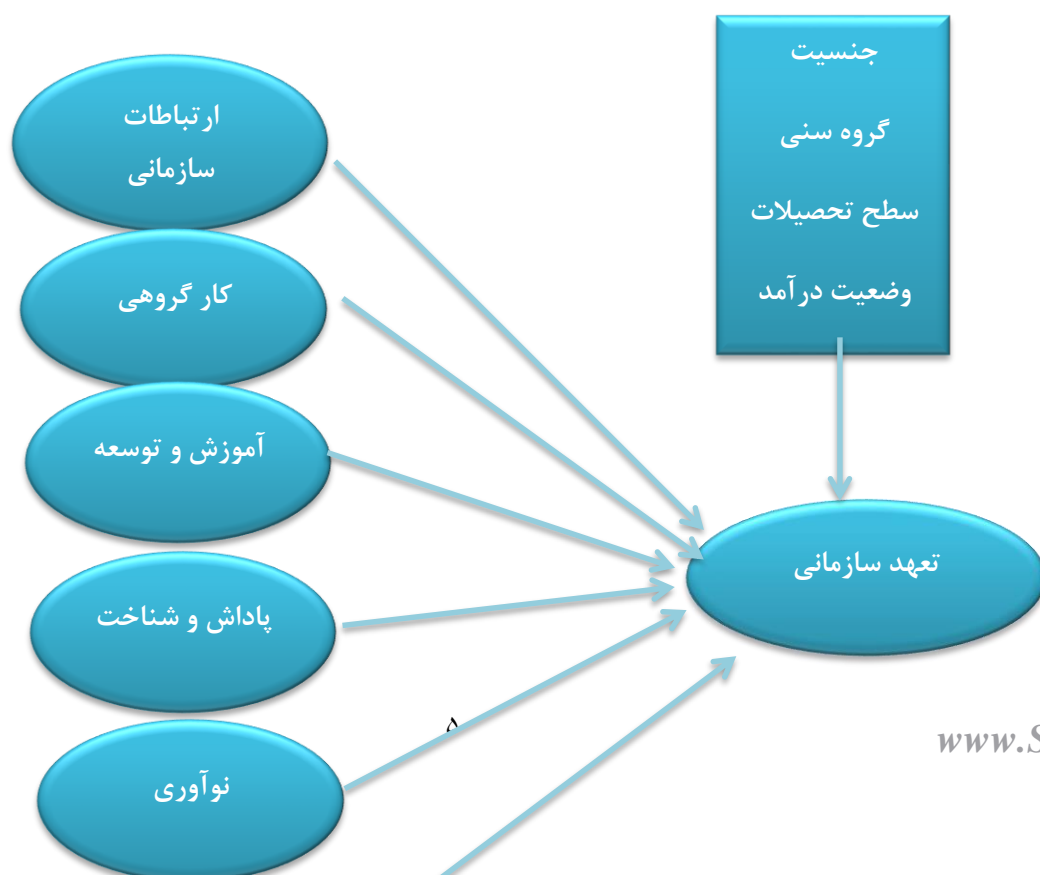 ارتباطات
سازمانی
کار گروهی
آموزش و توسعه
پاداش و شناخت
نوآوری
جنسیت
گروه سنی
سطح تحصیلات
وضعیت درآمد
تعهد سازمانی
www.S